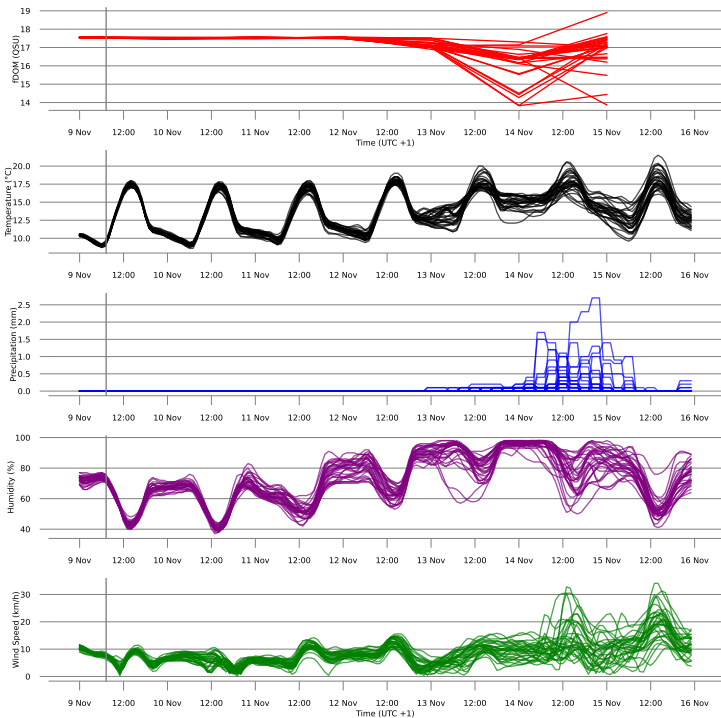 19
18
17
16
15
14
fDOM (QSU)
9 Nov 12:00 10 Nov 12:00 11 Nov 12:00 12 Nov 12:00 13 Nov 12:00 14 Nov 12:00 15 Nov 12:00 16 Nov
Time (UTC +1)
20.0
17.5
15.0
12.5
10.0
Temperature (°C)
9 Nov 12:00 10 Nov 12:00 11 Nov 12:00 12 Nov 12:00 13 Nov 12:00 14 Nov 12:00 15 Nov 12:00 16 Nov
2.5
2.0
1.5
1.0
0.5
0.0
Precipitation (mm)
9 Nov 12:00 10 Nov 12:00 11 Nov 12:00 12 Nov 12:00 13 Nov 12:00 14 Nov 12:00 15 Nov 12:00 16 Nov
100
80
60
40
Humidity (%)
9 Nov 12:00 10 Nov 12:00 11 Nov 12:00 12 Nov 12:00 13 Nov 12:00 14 Nov 12:00 15 Nov 12:00 16 Nov
30
20
10
0
Wind Speed (km/h)
9 Nov 12:00 10 Nov 12:00 11 Nov 12:00 12 Nov 12:00 13 Nov 12:00 14 Nov 12:00 15 Nov 12:00 16 Nov
Time (UTC +1)